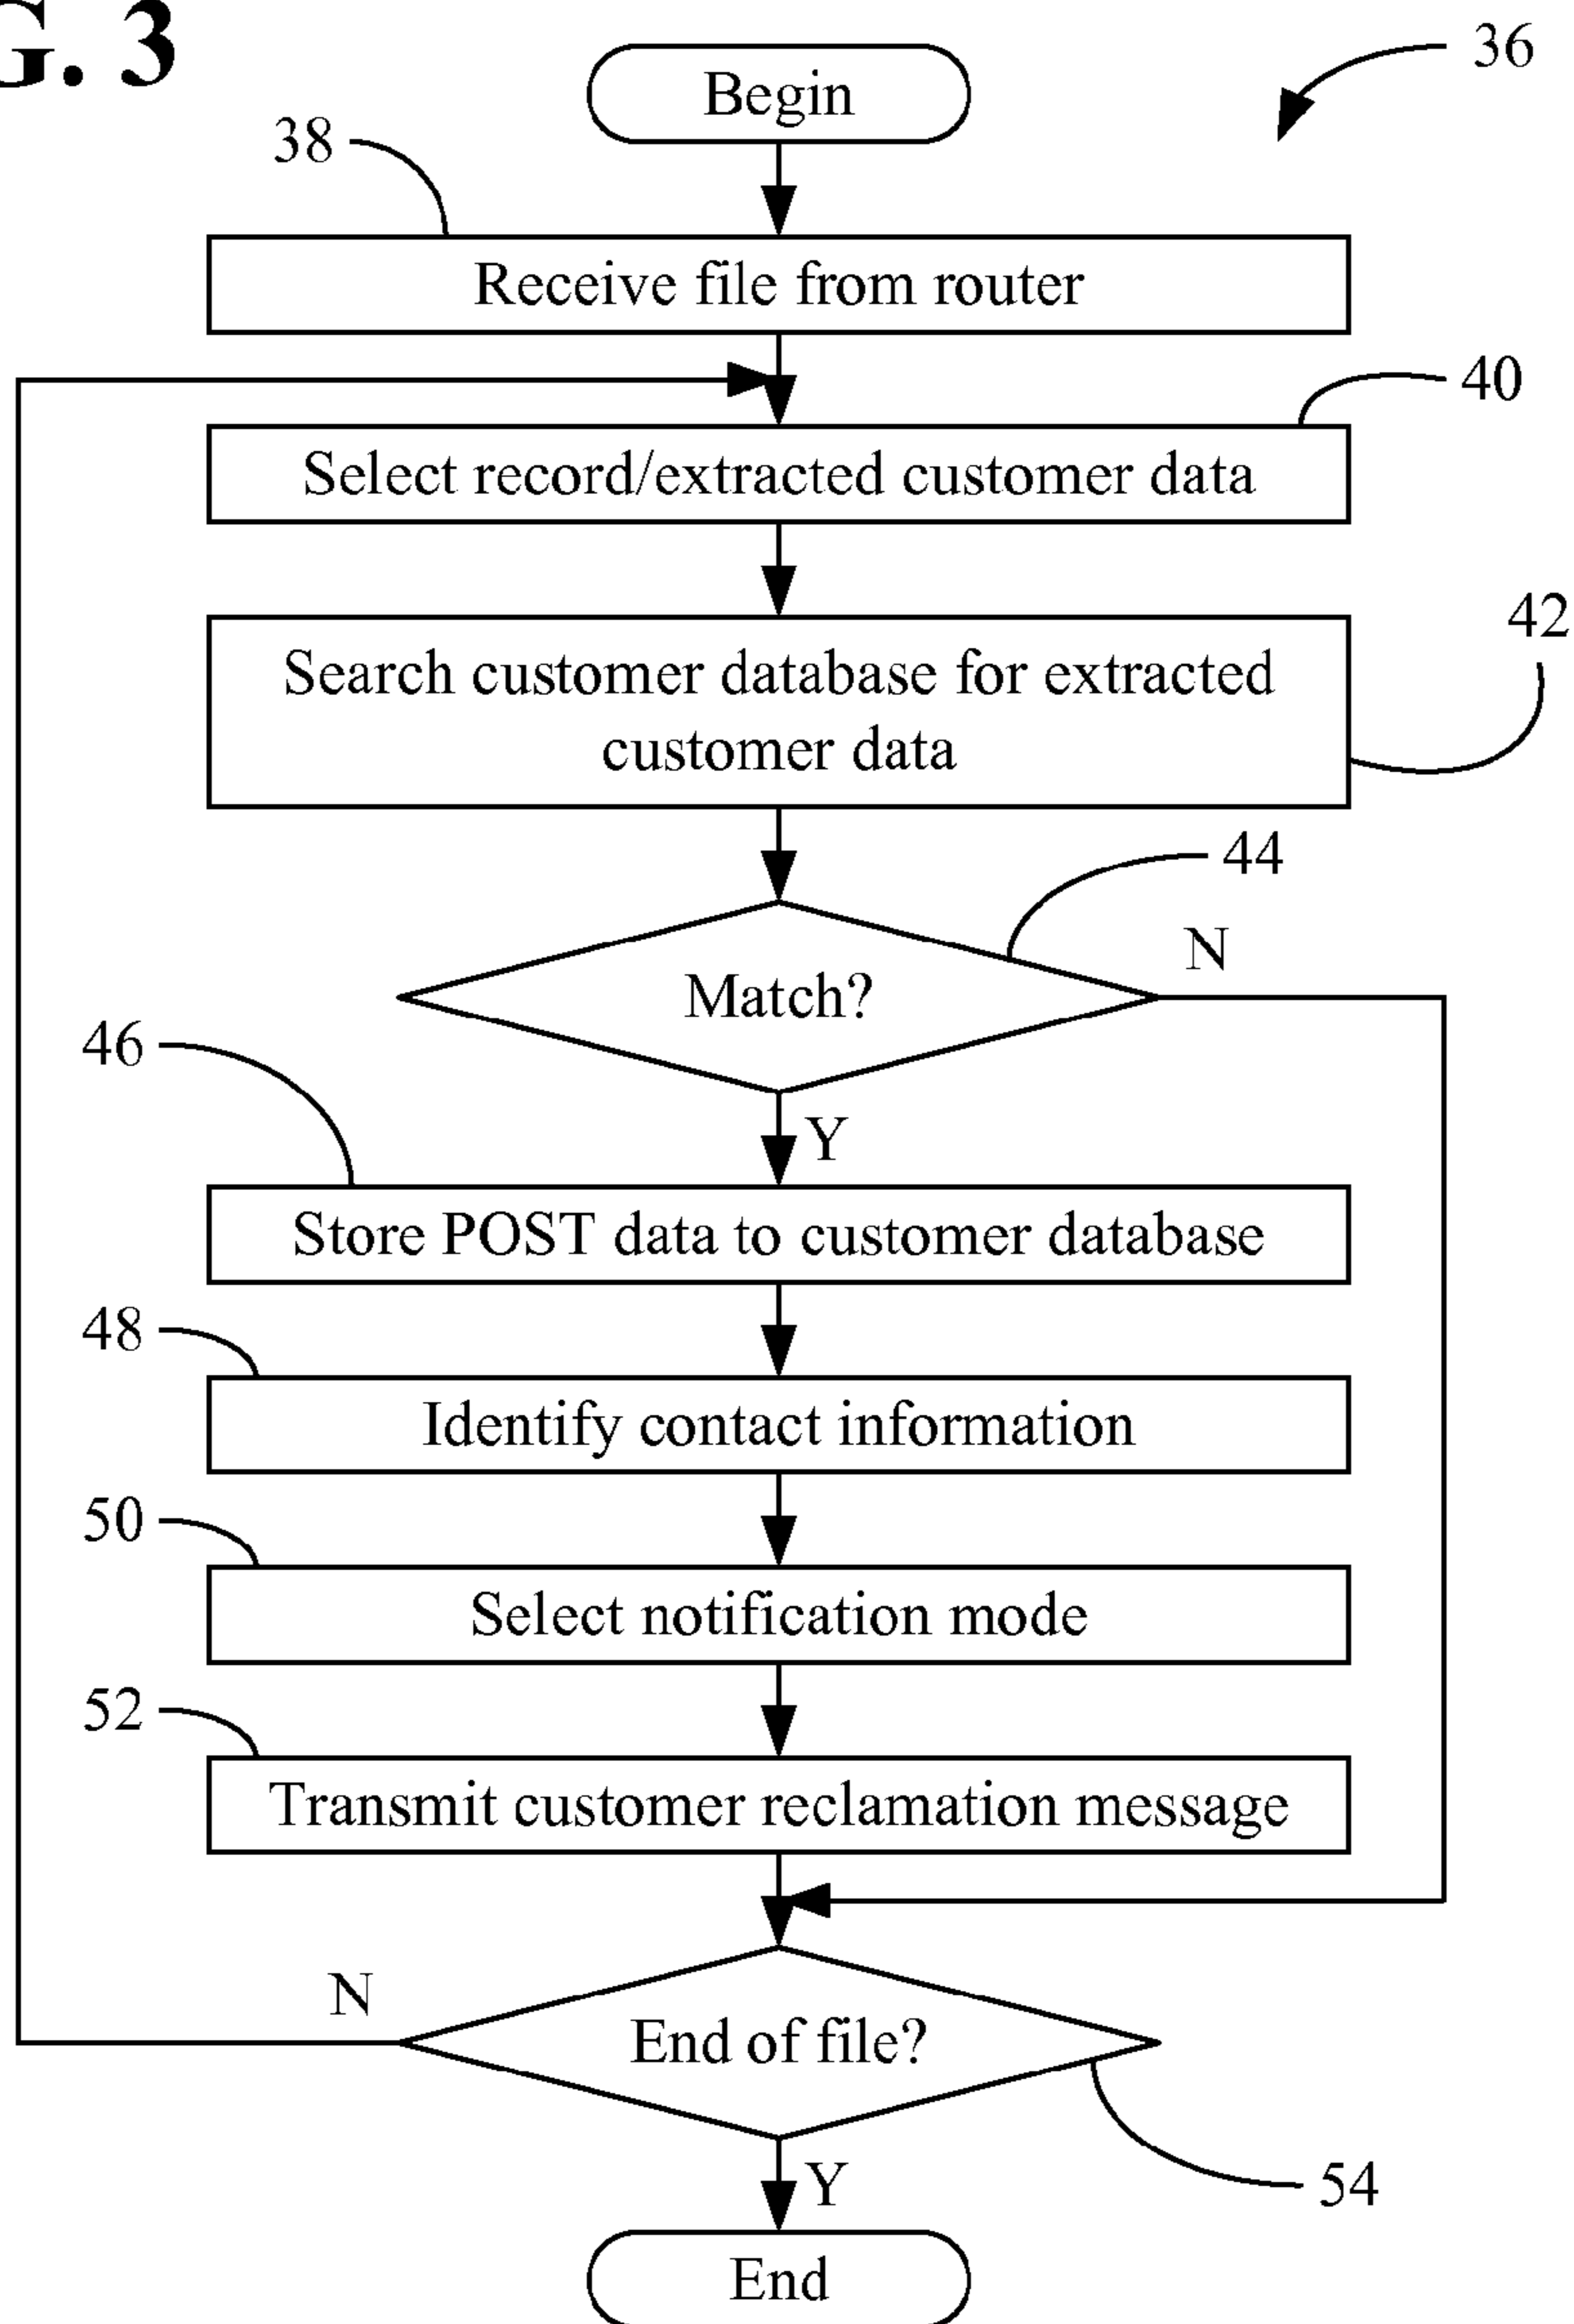 G. 3
36
Begin
38
Receive file from router
40
Select record/extracted customer data
42
Search customer database for extracted
customer data
44
Match?
N
46
Y
Store POST data to customer database
48
Identify contact information
50
Select notification mode
52
Transmit customer reclamation message
N
End of file?
Y
54
End